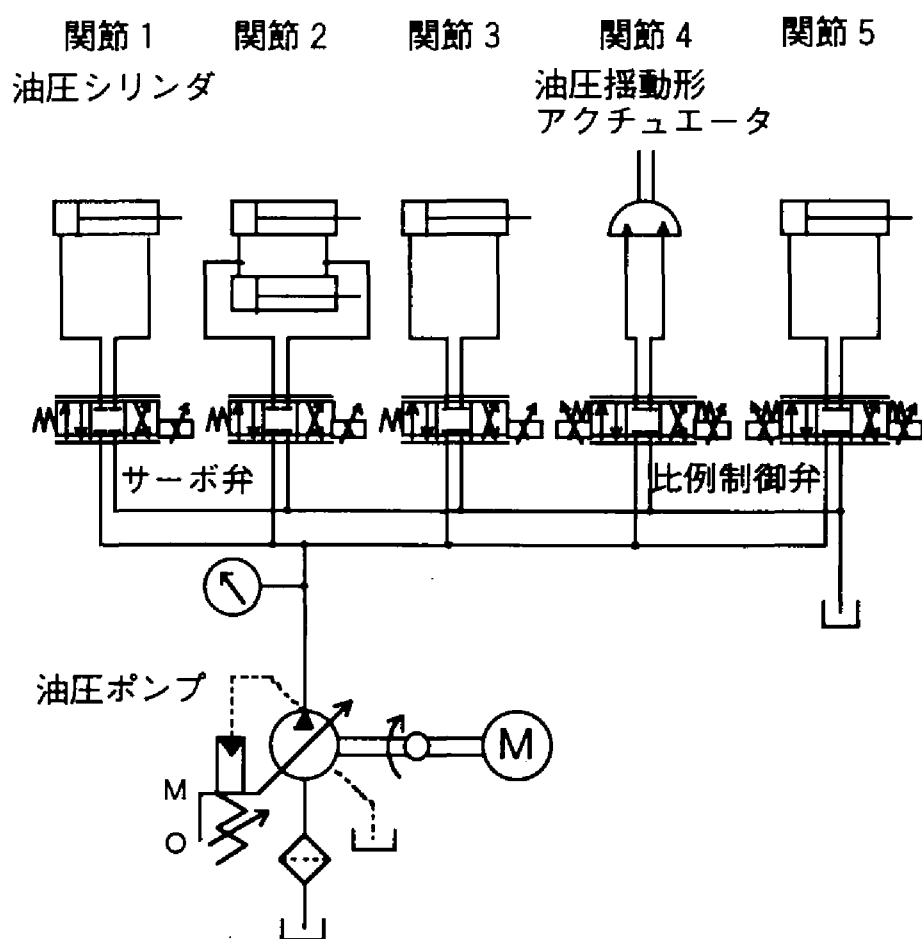 関節1 関節2 関節3 関節4 関節5
油圧シリンダ
油圧揺動形
アクチュエータ
サーボ弁
比例制御弁
油圧ポンプ
M
M
O